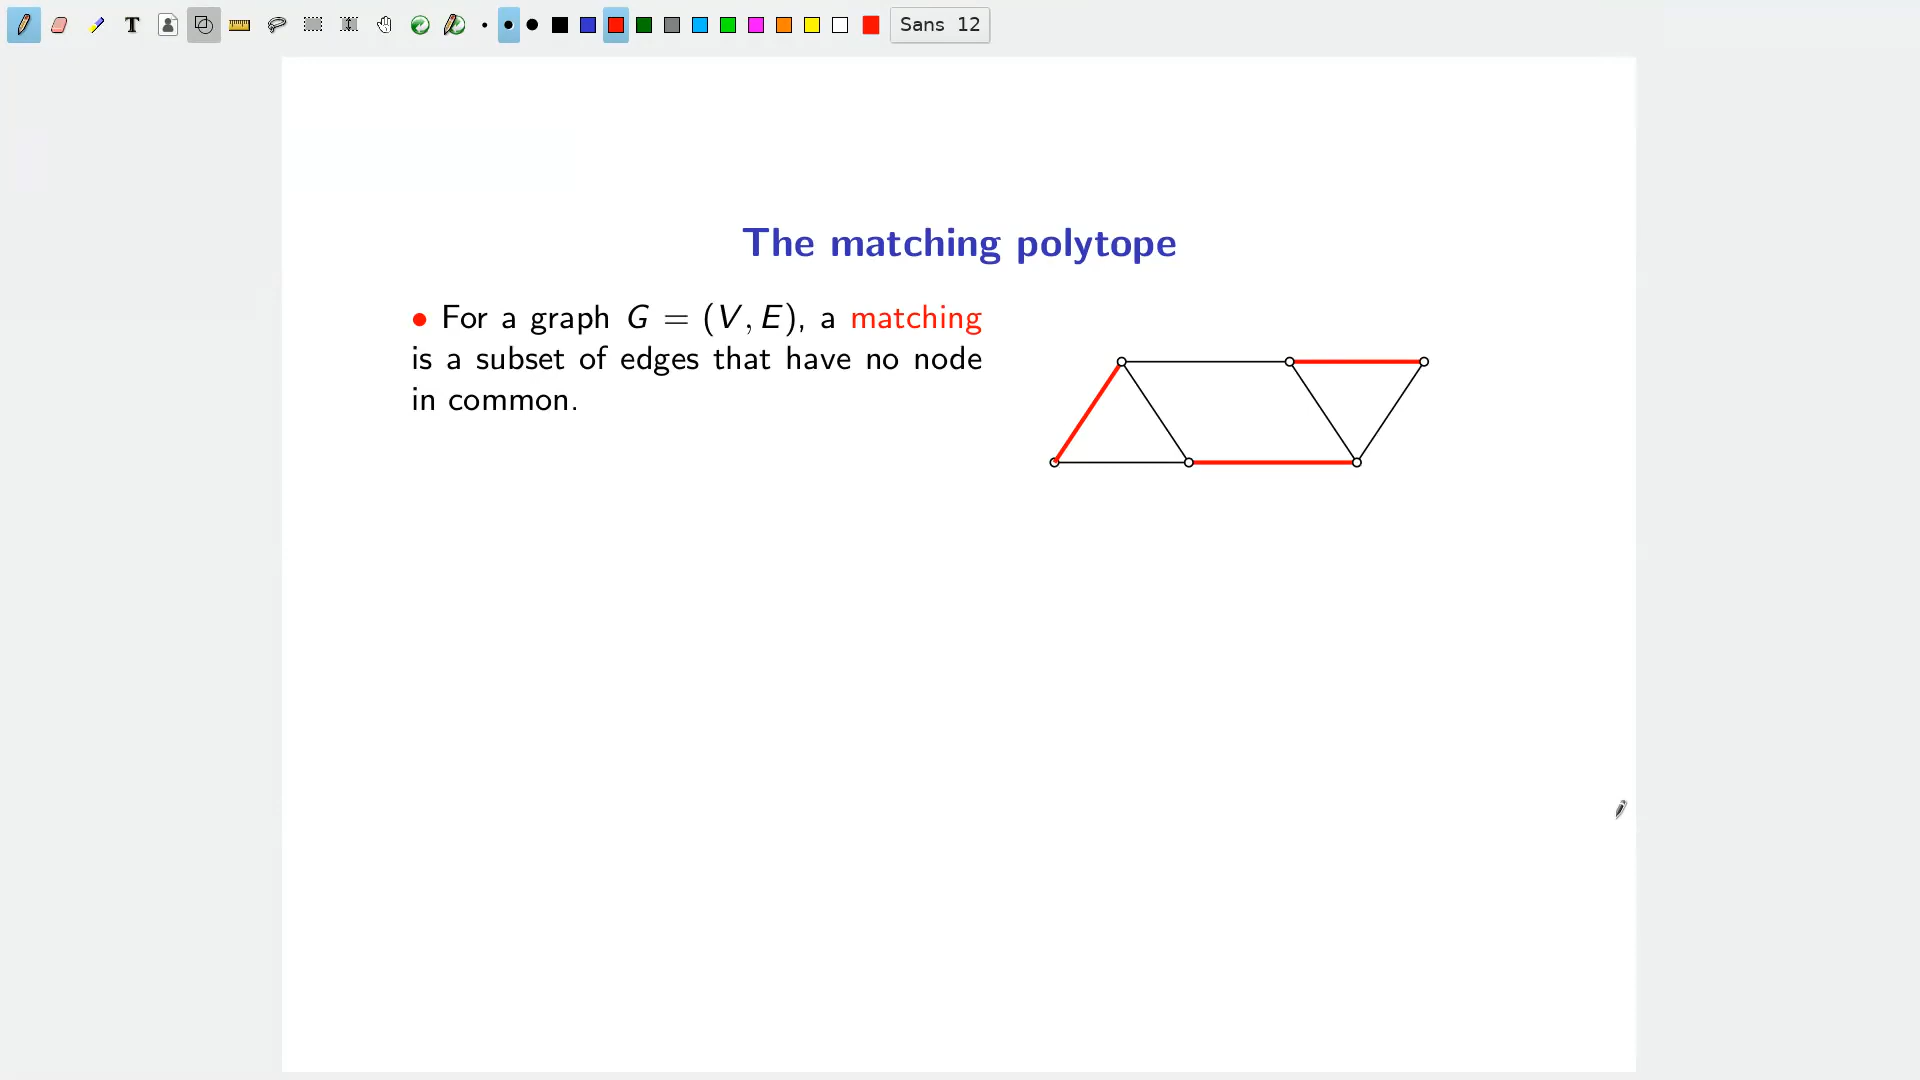 T
Sans 12
The matching polytope
• For a graph G = (V, E), a matching
is a subset of edges that have no node
in common.